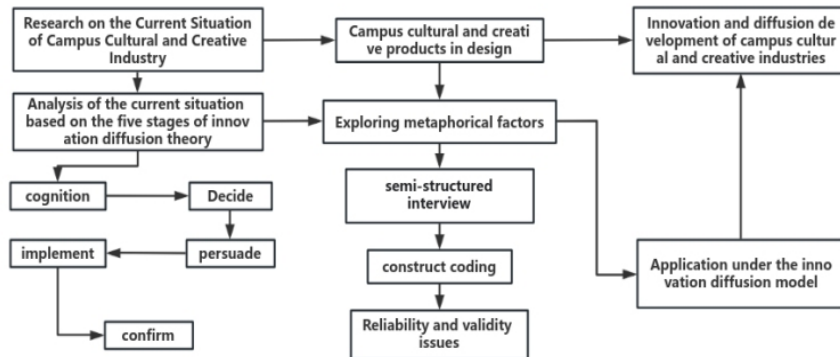 Research on the Current Situation
of Campus Cultural and Creative
Industry
Campus cultural and creati
ve products in design
Innovation and diffusion de
velopment of campus cultur
al and creative industries
Analysis of the current situation
based on the five stages of innov
ation diffusion theory
Exploring metaphorical factors
cognition
Decide
semi-structured
interview
implement
persuade
construct coding
Application under the inno
vation diffusion model
confirm
Reliability and validity
issues